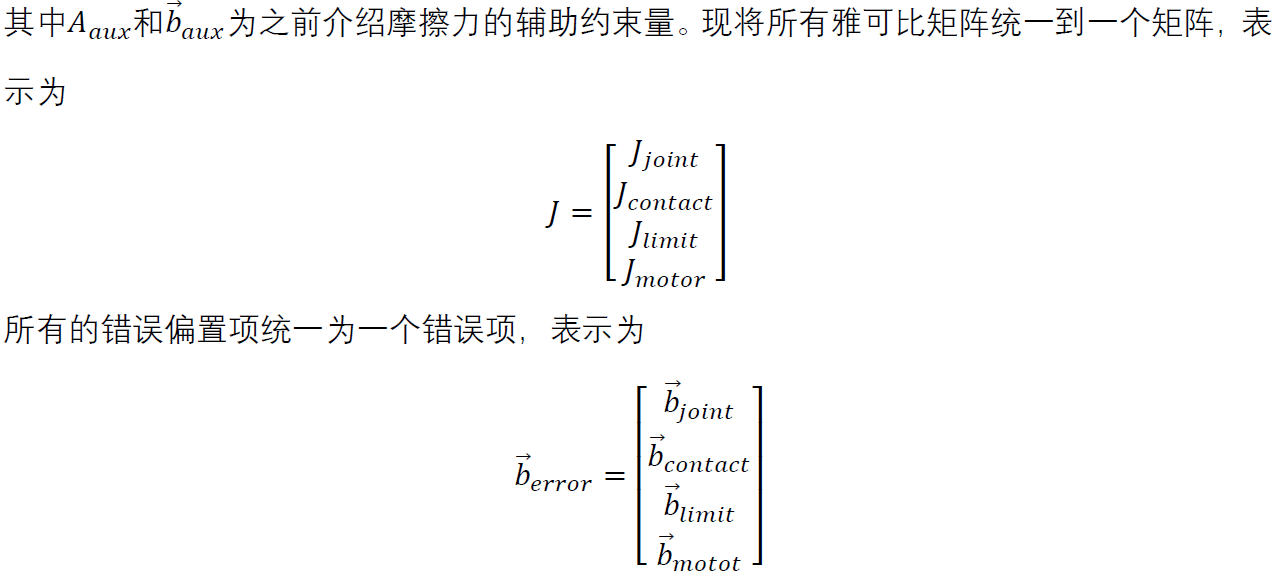 其中A_{aux}和\vec{b}_{aux}为之前介绍摩擦力的辅助约束量。现将所有雅可比矩阵统一到一个矩阵，表
示为
J = \begin{bmatrix} J_{joint} \\ J_{contact} \\ J_{limit} \\ J_{motor} \end{bmatrix}
所有的错误偏置项统一为一个错误项，表示为
\vec{b}_{error} = \begin{bmatrix} \vec{b}_{joint} \\ \vec{b}_{contact} \\ \vec{b}_{limit} \\ \vec{b}_{motot} \end{bmatrix}